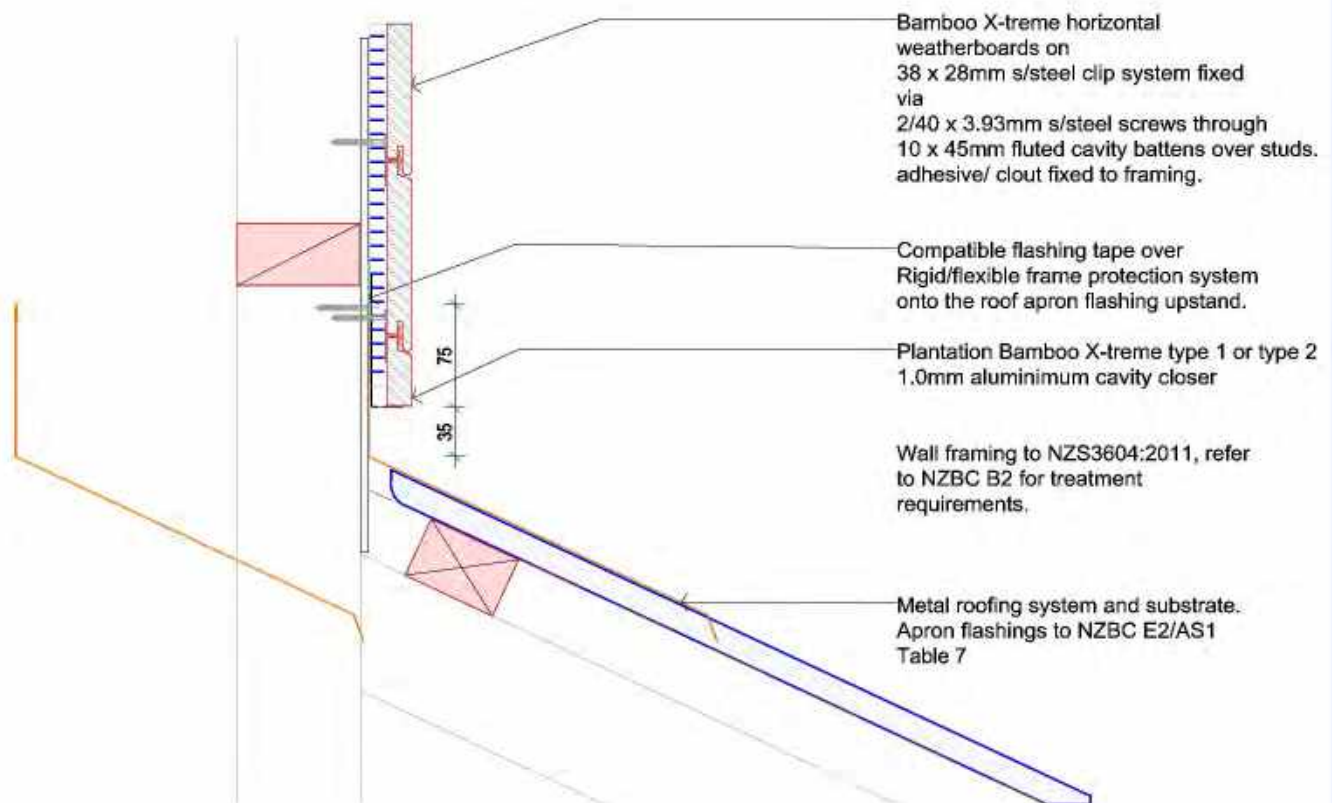 Bamboo X-treme horizontal
weatherboards on
38 x 28mm s/steel clip system fixed
via
2/40 x 3.93mm s/steel screws through
10 x 45mm fluted cavity battens over studs.
adhesive/ clout fixed to framing.
Compatible flashing tape over
Rigid/flexible frame protection system
onto the roof apron flashing upstand.
75
Plantation Bamboo X-treme type 1 or type 2
1.0mm aluminimum cavity closer
35
Wall framing to NZS3604:2011, refer
to NZBC B2 for treatment
requirements.
Metal roofing system and substrate.
Apron flashings to NZBC E2/AS1
Table 7